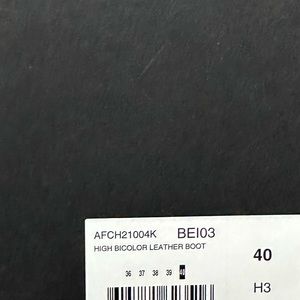 AFCH21004K BEI03
HIGH BICOLOR LEATHER BOOT
40
36 37 38 39 40
H3